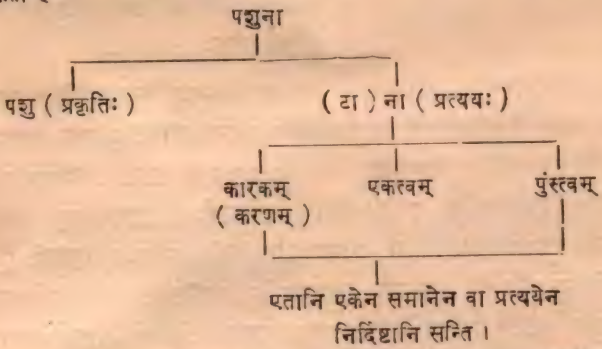 पशुना
पशु ( प्रकृतिः )
( टा ) ना ( प्रत्ययः )
कारकम् एकत्वम् पुंस्त्वम्
( करणम् )
एतानि एकेन समानेन वा प्रत्ययेन
निर्दिष्टानि सन्ति ।